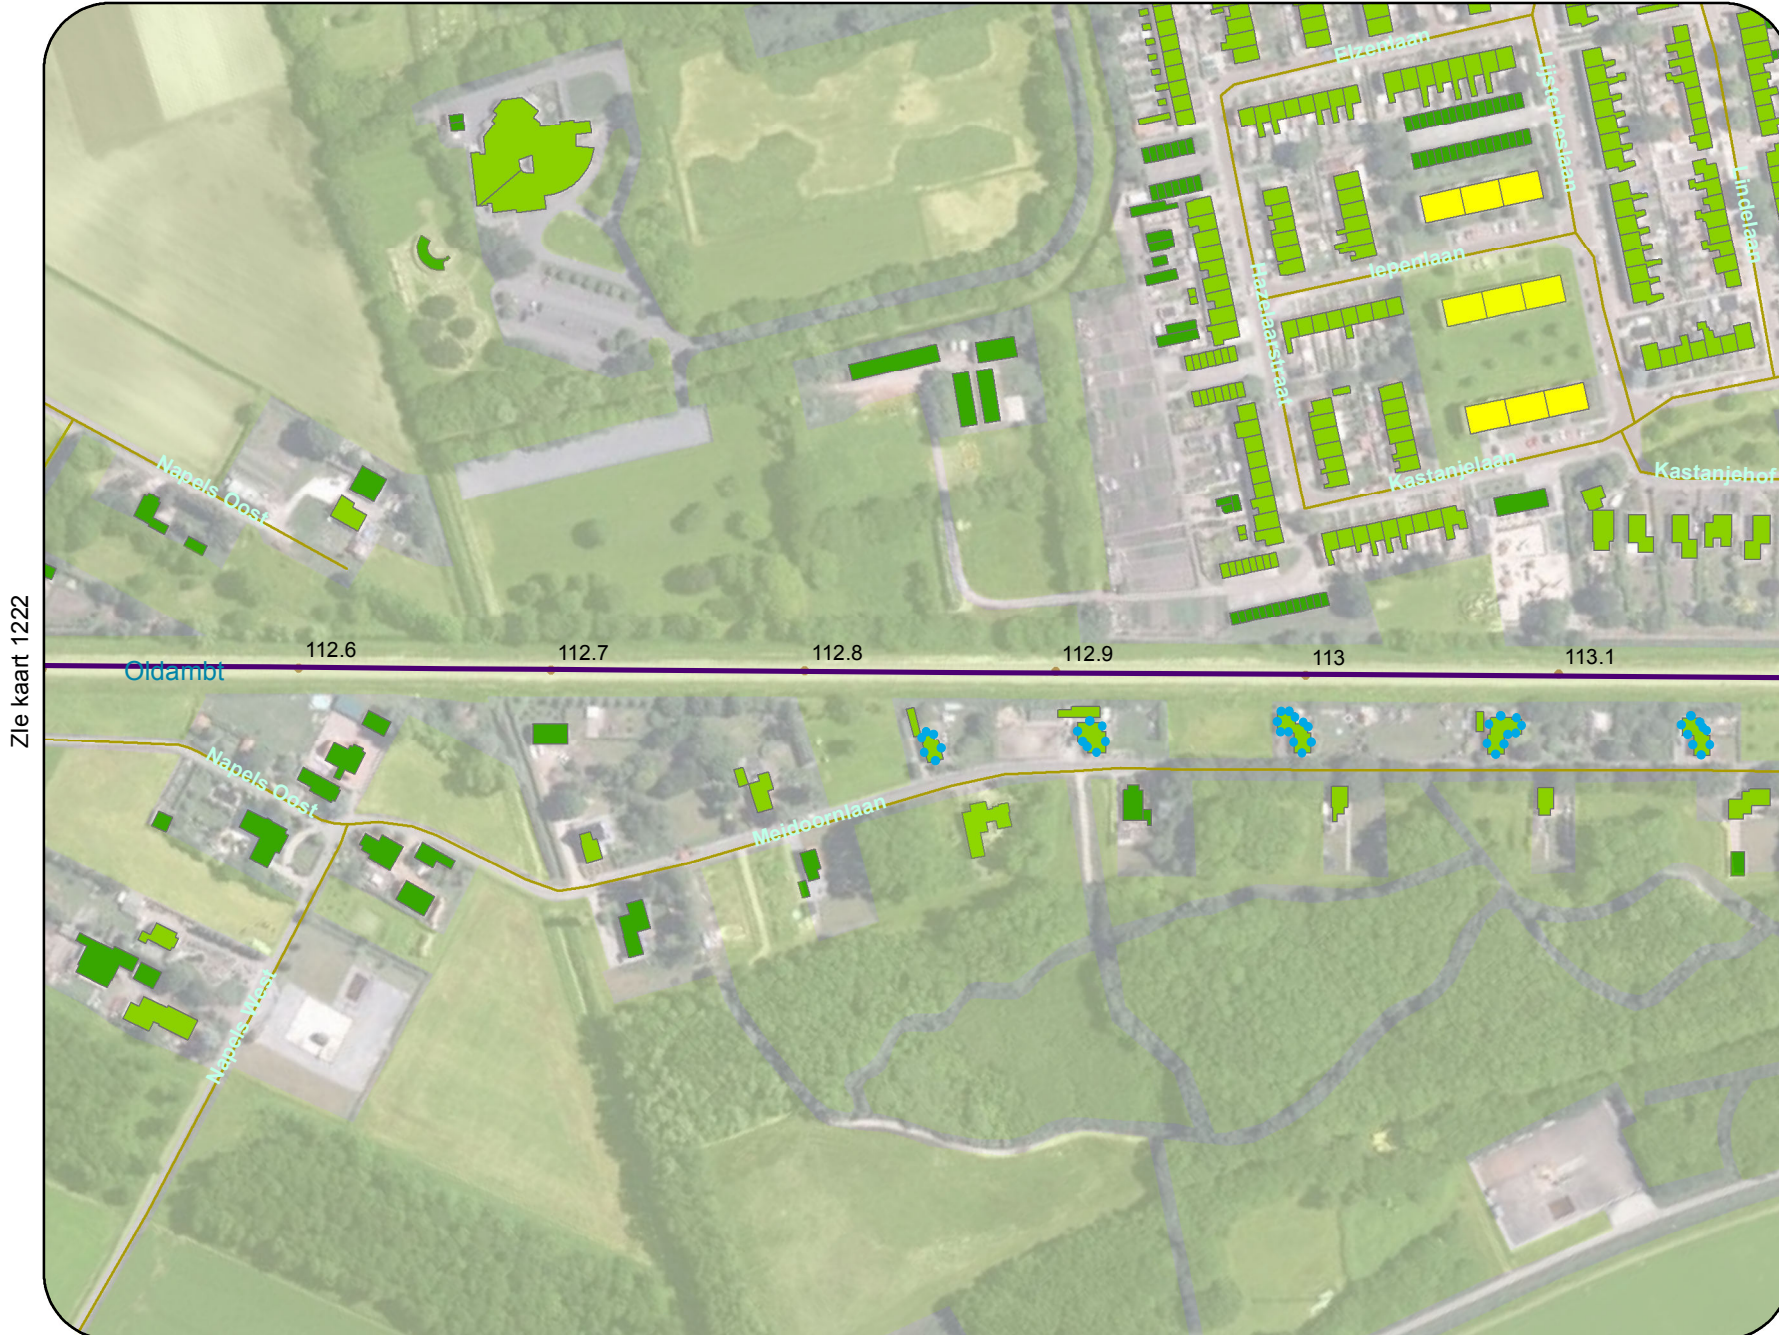 Elzenlaan
Lijsterbeslaan
Lindelaan
Iepenlaan
Hazelaarstraat
Kastanjelaan
Kastanjehof
Napels Oost
ZIe kaart 1222
Oldambt
112.6
112.7
112.8
112.9
113
113.1
Napels Oost
Meidoornlaan
Napels West